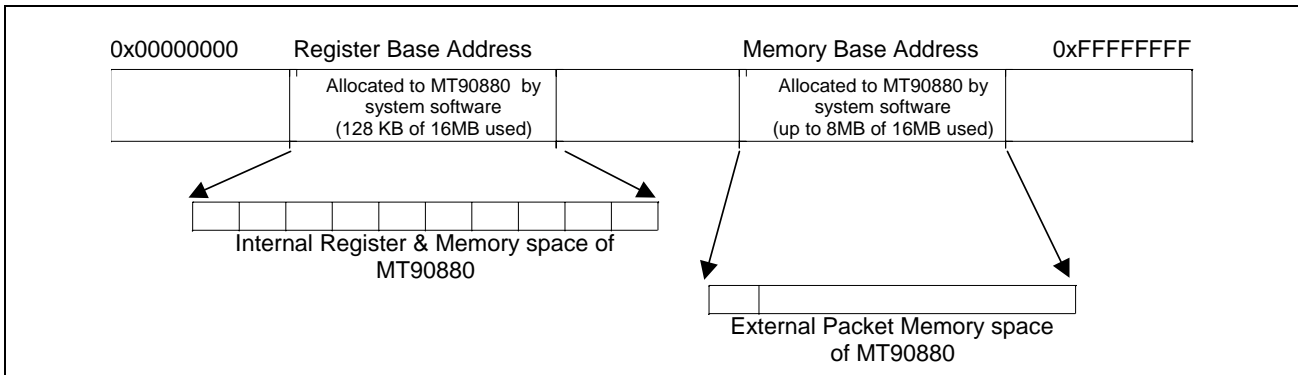 0x00000000 Register Base Address Memory Base Address 0xFFFFFFFF
Allocated to MT90880 by
system software
(128 KB of 16MB used)
Allocated to MT90880 by
system software
(up to 8MB of 16MB used)
Internal Register & Memory space of
MT90880
External Packet Memory space
of MT90880